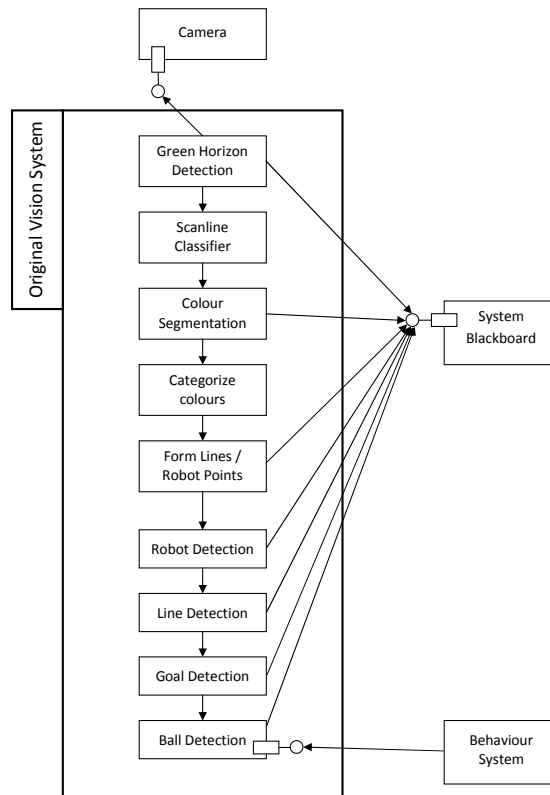 Camera
Original Vision System
Green Horizon
Detection
Scanline
Classifier
Colour
Segmentation
System
Blackboard
Categorize
colours
Form Lines /
Robot Points
Robot Detection
Line Detection
Goal Detection
Ball Detection
Behaviour
System